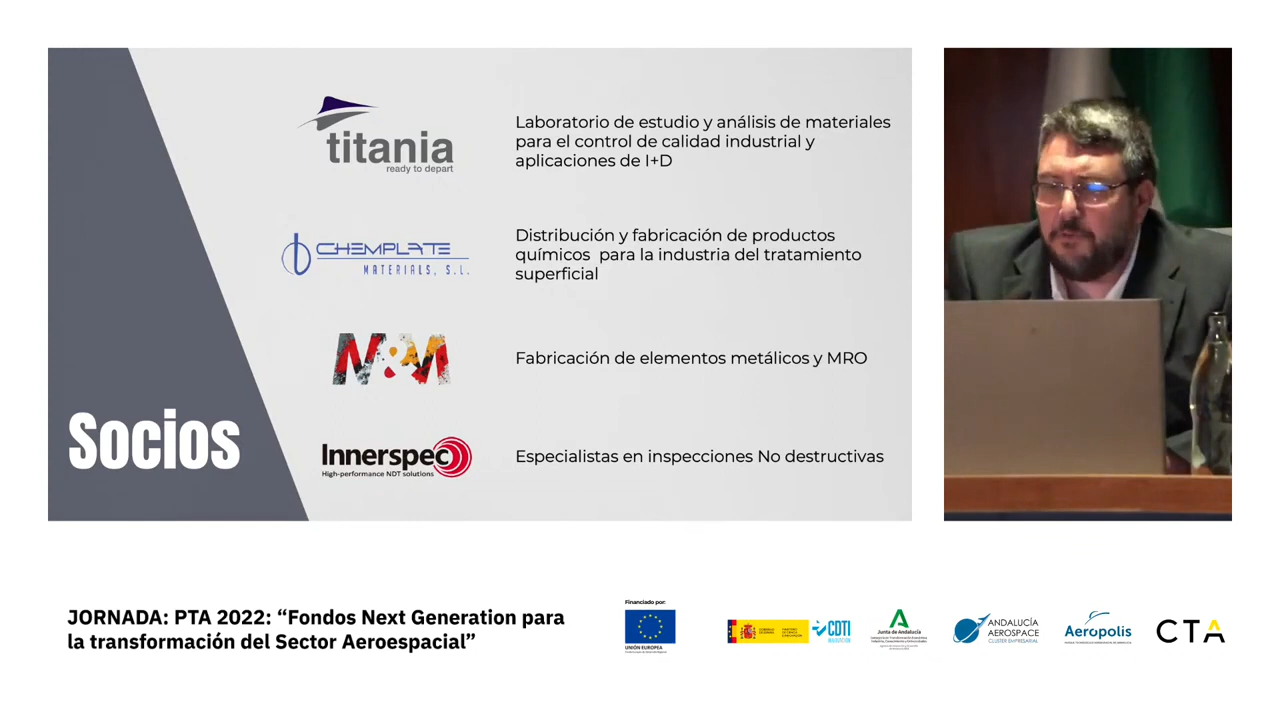 titania
ready to depart
Laboratorio de estudio y análisis de materiales
para el control de calidad industrial y
aplicaciones de I+D
CHEMPLATE
MATERIALS, S.L.
Distribución y fabricación de productos
químicos para la industria del tratamiento
superficial
M&M
Fabricación de elementos metálicos y MRO
Socios
Innerspec
High-performance NDT solutions
Especialistas en inspecciones No destructivas
JORNADA: PTA 2022: “Fondos Next Generation para
la transformación del Sector Aeroespacial”
Financiado por:
UNIÓN EUROPEA
CDTI
Junta de Andalucía
ANDALUCÍA
AEROSPACE
CLUSTER EMPRESARIAL
Aeropolis
CTA